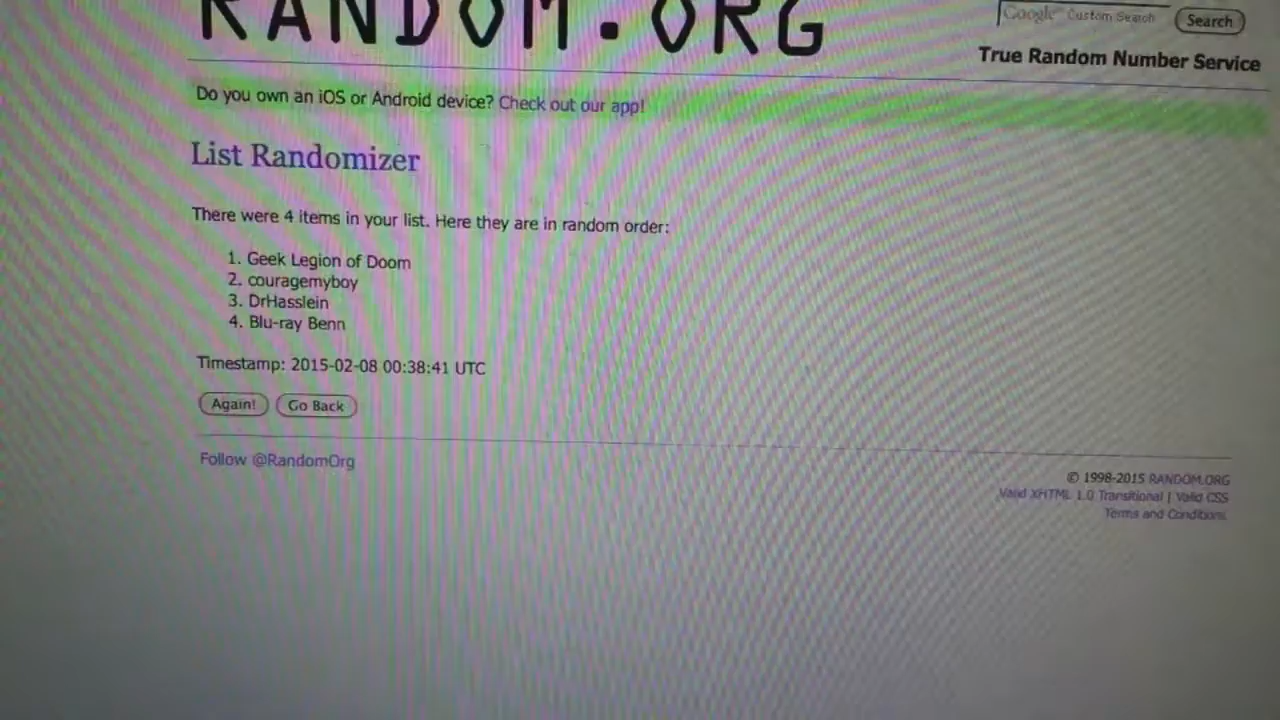 RANDOM.ORG
Google™ Custom Search
Search
True Random Number Service
Do you own an iOS or Android device? Check out our app!
List Randomizer
There were 4 items in your list. Here they are in random order:
1. Geek Legion of Doom
2. couragemyboy
3. DrHasslein
4. Blu-ray Benn
Timestamp: 2015-02-08 00:38:41 UTC
Again! Go Back
Follow @RandomOrg
© 1998-2015 RANDOM.ORG
Valid XHTML 1.0 Transitional | Valid CSS
Terms and Conditions